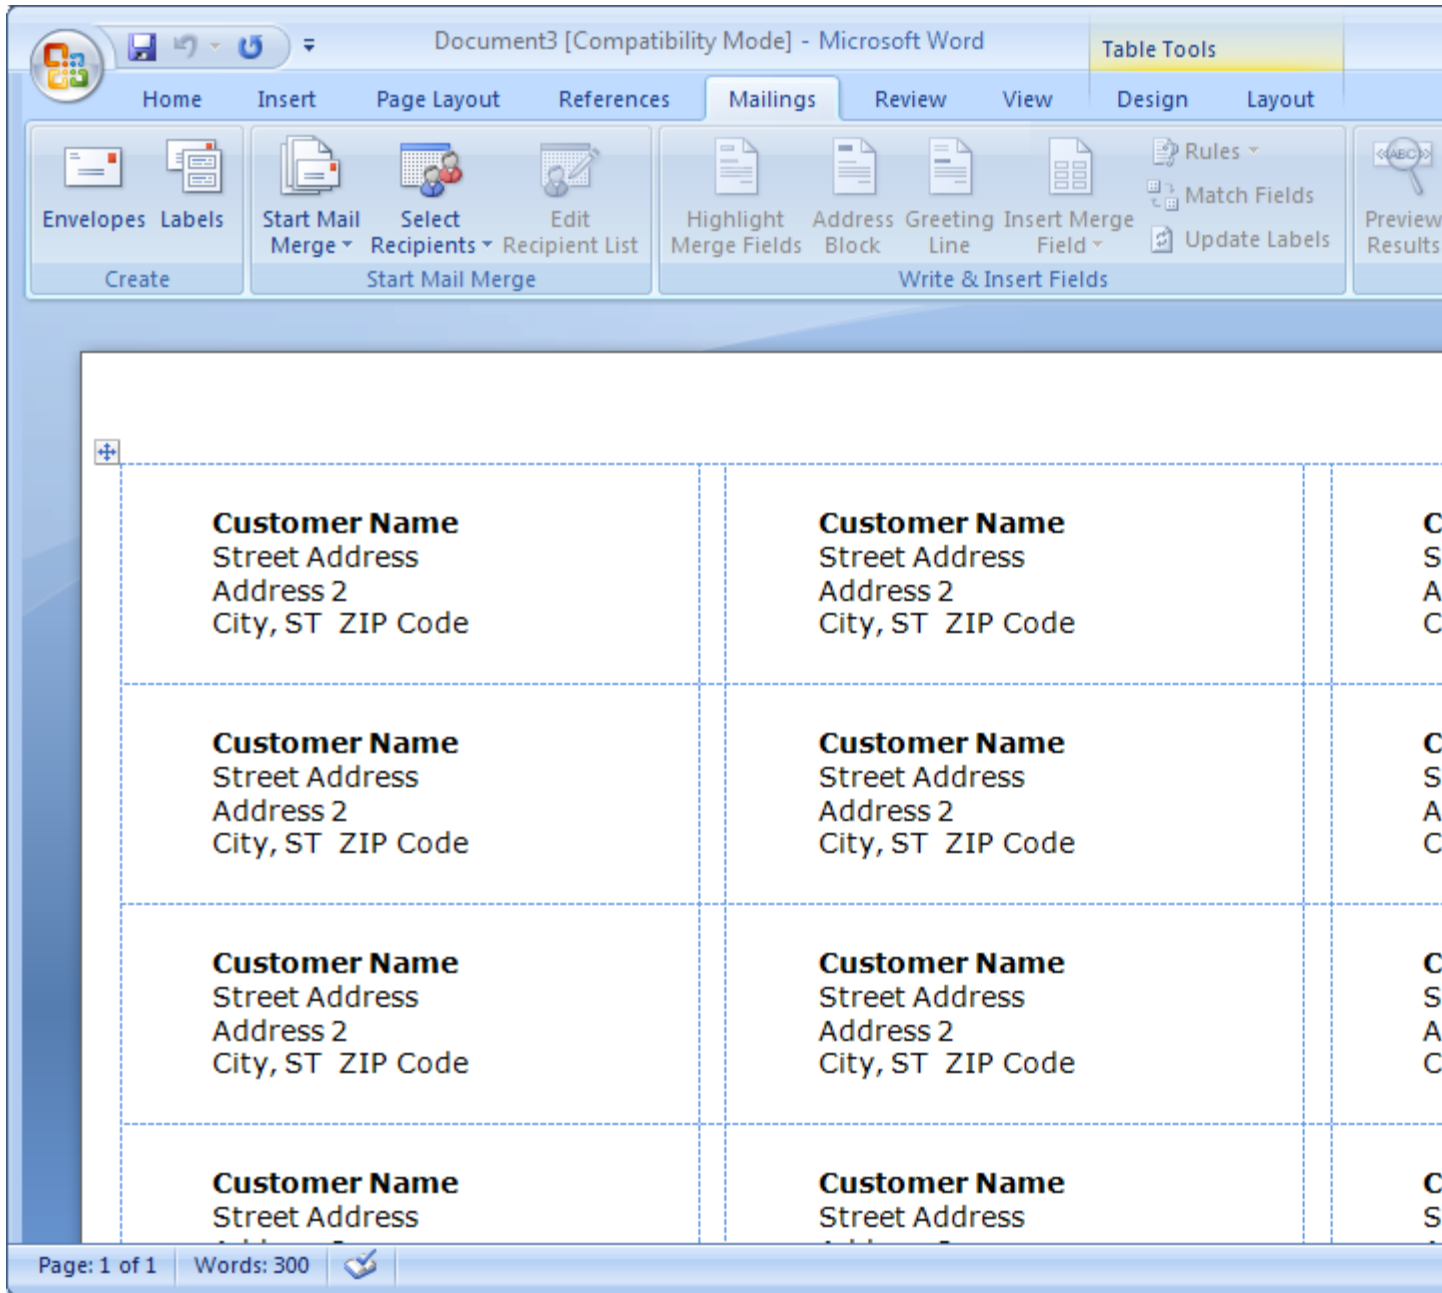 Document3 [Compatibility Mode] - Microsoft Word
Table Tools
Home Insert Page Layout References Mailings Review View Design Layout
Envelopes Labels
Create
Start Mail Merge
Select Recipients
Edit Recipient List
Start Mail Merge
Highlight Merge Fields
Address Block
Greeting Line
Insert Merge Field
Rules
Match Fields
Update Labels
Write & Insert Fields
«ABC»
Preview Results
Customer Name Customer Name C
Street Address Street Address S
Address 2 Address 2 A
City, ST ZIP Code City, ST ZIP Code C
Customer Name Customer Name C
Street Address Street Address S
Address 2 Address 2 A
City, ST ZIP Code City, ST ZIP Code C
Customer Name Customer Name C
Street Address Street Address S
Address 2 Address 2 A
City, ST ZIP Code City, ST ZIP Code C
Customer Name Customer Name C
Street Address Street Address S
Page: 1 of 1 Words: 300